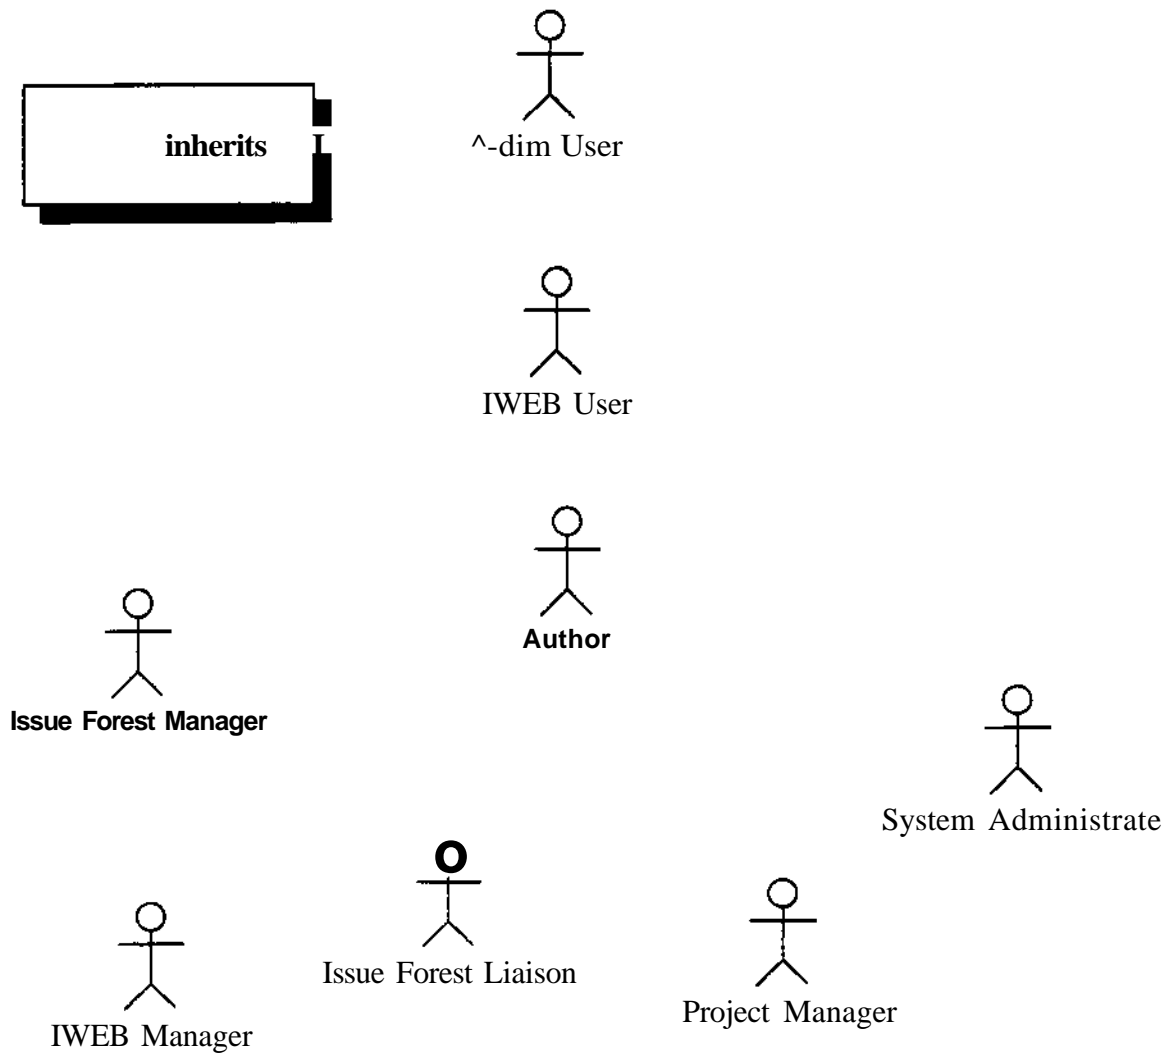 inherits I
^-dim User
IWEB User
Author
Issue Forest Manager
System Administrate
Issue Forest Liaison
Project Manager
IWEB Manager